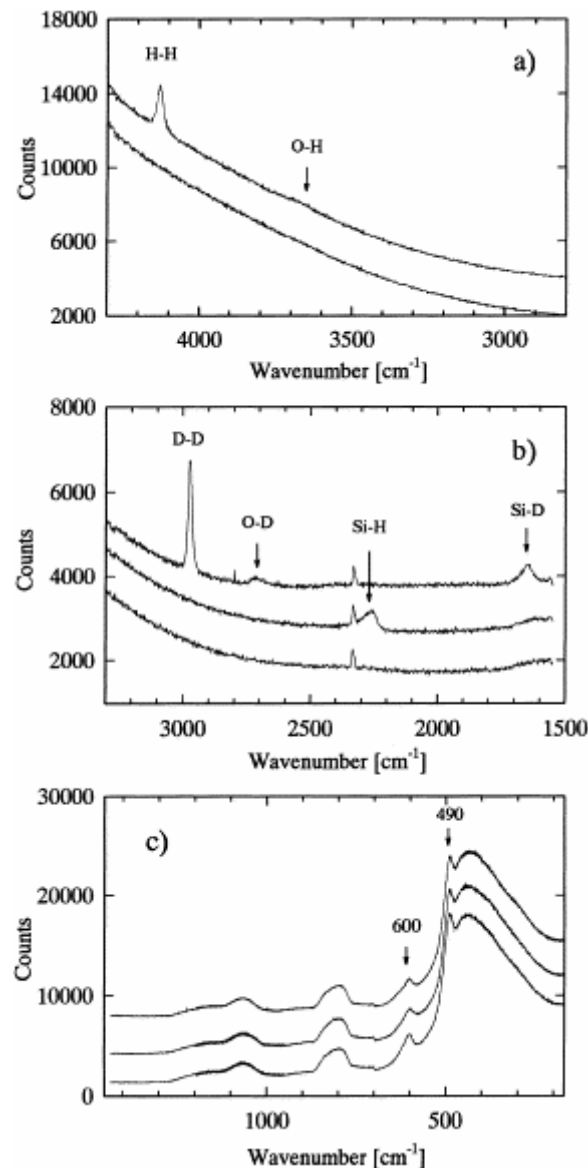 18000
a)
H-H
14000
O-H
Counts
10000
6000
2000
4000 3500 3000
Wavenumber [cm-1]
8000
D-D
b)
6000
O-D Si-H Si-D
Counts
4000
2000
3000 2500 2000 1500
Wavenumber [cm-1]
30000
490
c)
20000
600
Counts
10000
0
1000 500
Wavenumber [cm-1]